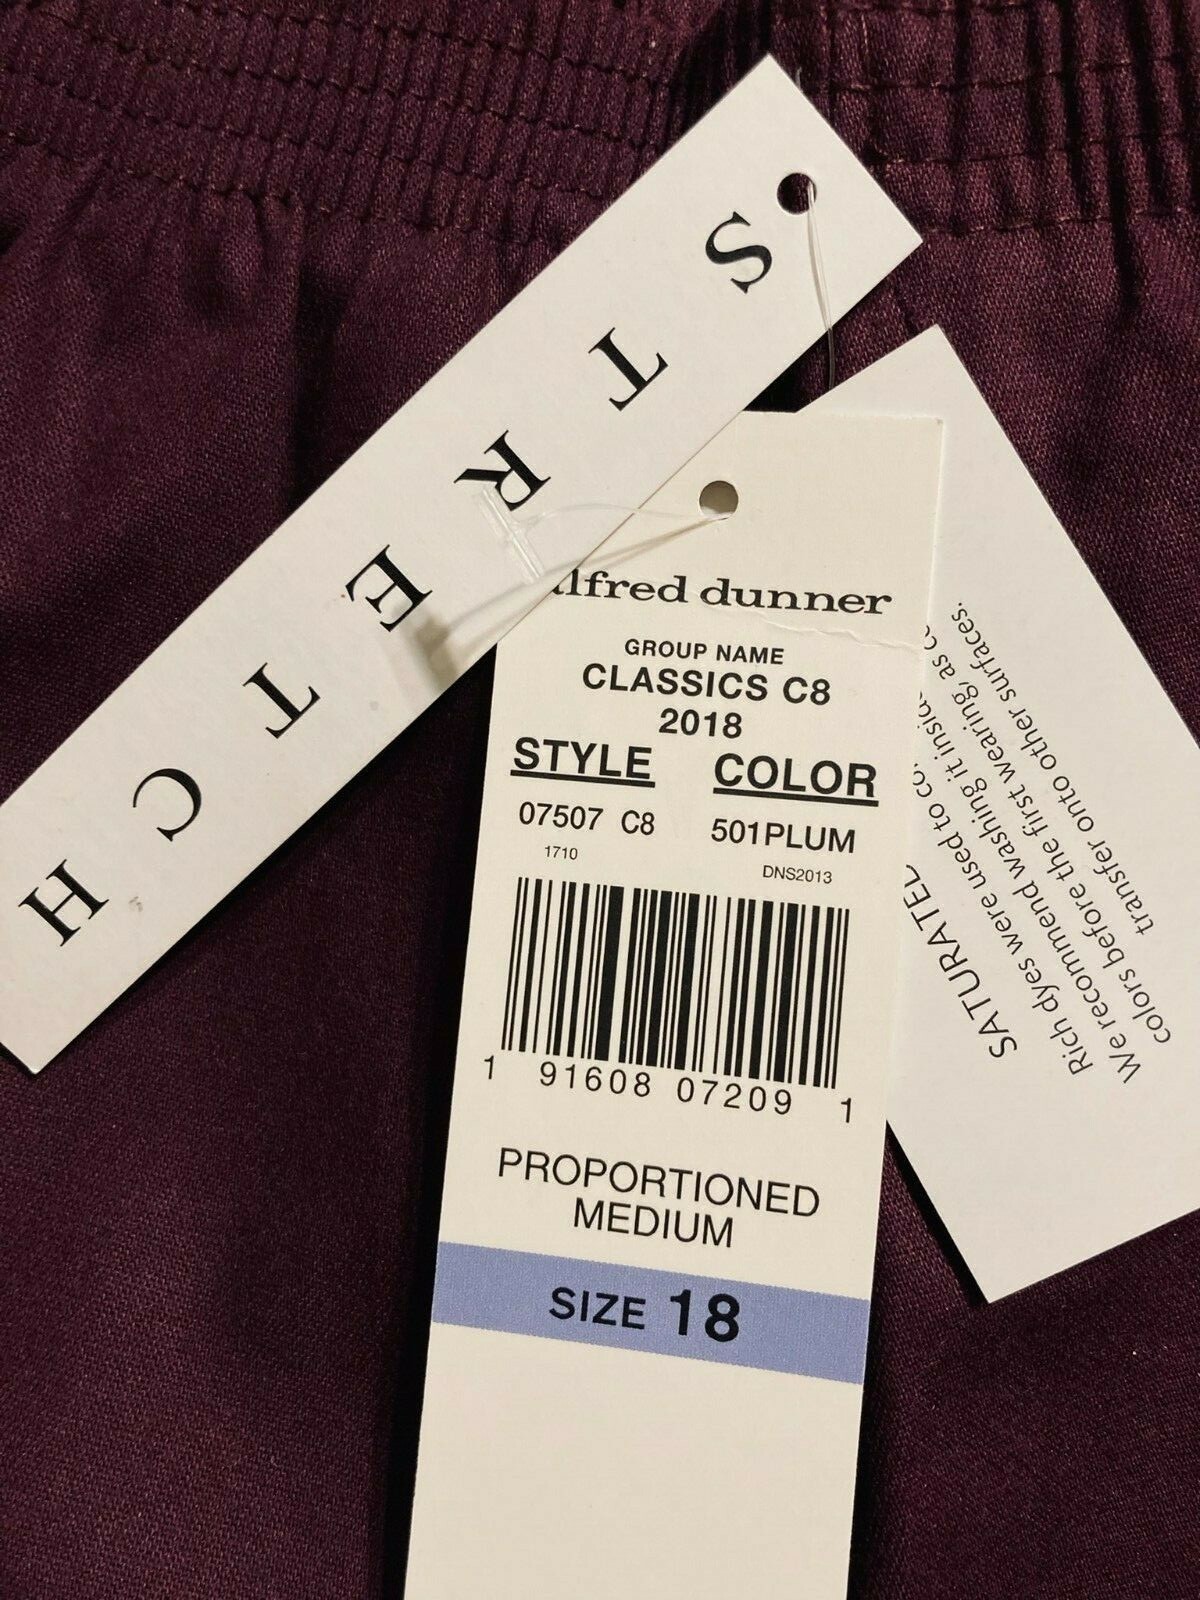 STRETCH
alfred dunner
GROUP NAME
CLASSICS C8
2018
STYLE COLOR
07507 C8 501PLUM
1710 DNS2013
1 91608 07209 1
PROPORTIONED
MEDIUM
SIZE 18
SATURATED
Rich dyes were used to
We recommend washing it
colors before the first wearing, as
transfer onto other surfaces.